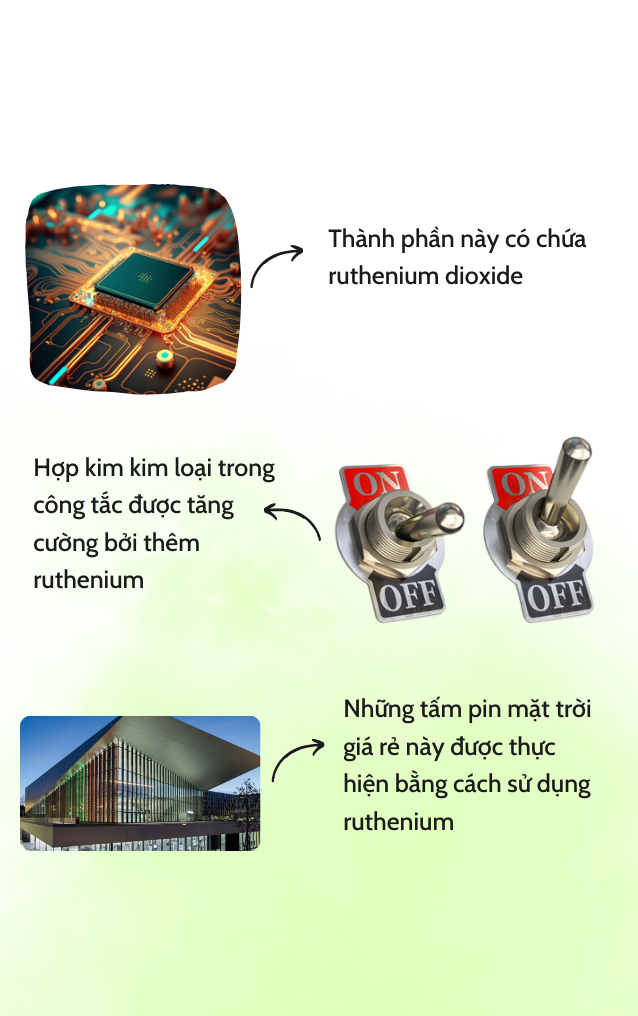 Thành phần này có chứa
ruthenium dioxide
Hợp kim kim loại trong
công tắc được tăng
cường bởi thêm
ruthenium
ON
OFF
ON
OFF
Những tấm pin mặt trời
giá rẻ này được thực
hiện bằng cách sử dụng
ruthenium